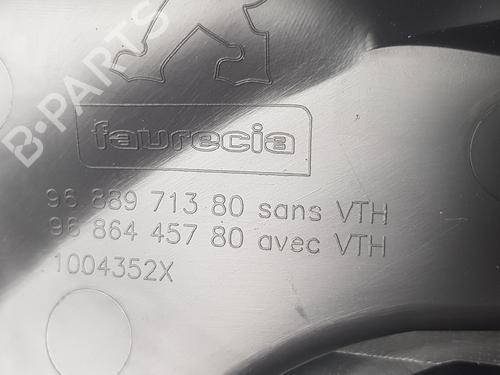 B-PARTS
faurecia
96 889 713 80 sans VTH
96 864 457 80 avec VTH
1004352X